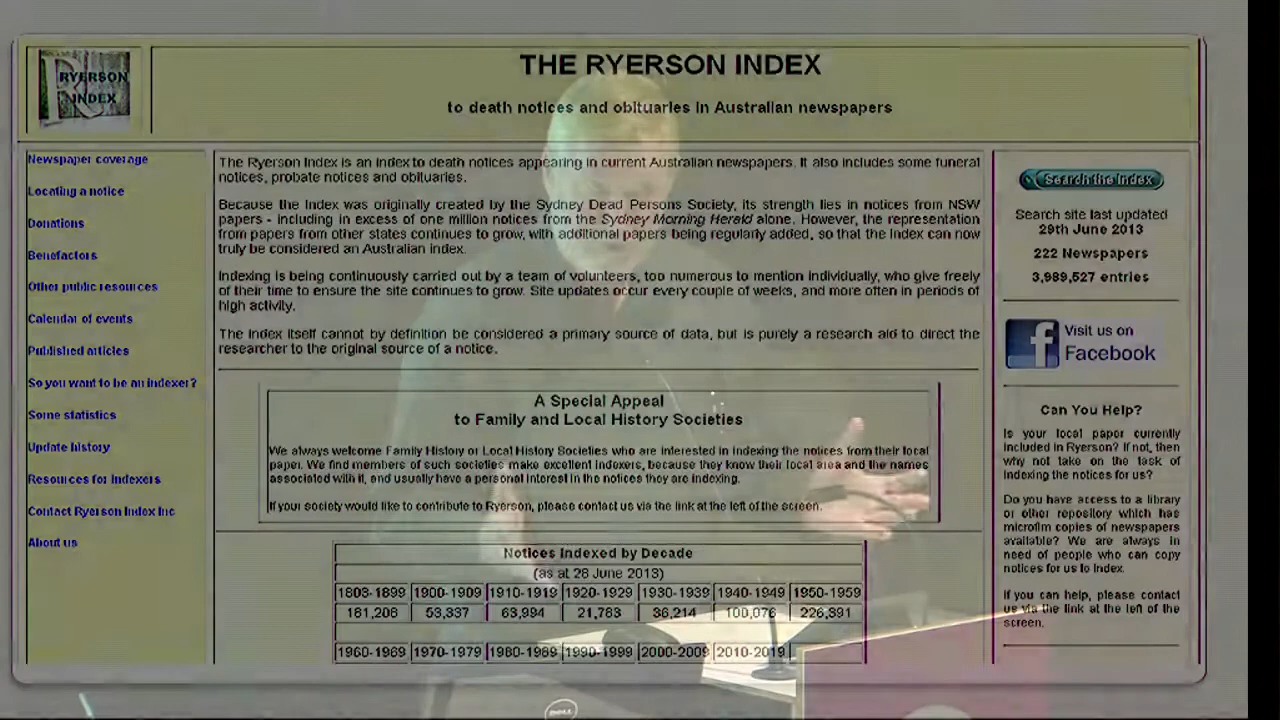 RYERSON
INDEX
THE RYERSON INDEX
to death notices and obituaries in Australian newspapers
Newspaper coverage
Locating a notice
Donations
Benefactors
Other public resources
Calendar of events
Published articles
So you want to be an indexer?
Some statistics
Update history
Resources for indexers
Contact Ryerson Index Inc
About us
The Ryerson Index is an index to death notices appearing in current Australian newspapers. It also includes some funeral
notices, probate notices and obituaries.
Because the Index was originally created by the Sydney Dead Persons Society, its strength lies in notices from NSW
papers - including in excess of one million notices from the Sydney Morning Herald alone. However, the representation
from papers from other states continues to grow, with additional papers being regularly added, so that the Index can now
truly be considered an Australian index.
Indexing is being continuously carried out by a team of volunteers, too numerous to mention individually, who give freely
of their time to ensure the site continues to grow. Site updates occur every couple of weeks, and more often in periods of
high activity.
The Index itself cannot by definition be considered a primary source of data, but is purely a research aid to direct the
researcher to the original source of a notice.
A Special Appeal
to Family and Local History Societies
We always welcome Family History or Local History Societies who are interested in indexing the notices from their local
paper. We find members of such societies make excellent indexers, because they know their local area and the names
associated with it, and usually have a personal interest in the notices they are indexing.
If your society would like to contribute to Ryerson, please contact us via the link at the left of the screen.
Notices Indexed by Decade
(as at 28 June 2013)
1803-1899 1900-1909 1910-1919 1920-1929 1930-1939 1940-1949 1950-1959
181,208 53,337 63,994 21,783 36,214 100,076 226,891
1960-1969 1970-1979 1980-1989 1990-1999 2000-2009 2010-2019
Search the Index
Search site last updated
29th June 2013
222 Newspapers
3,989,527 entries
f
Visit us on
Facebook
Can You Help?
Is your local paper currently
included in Ryerson? If not, then
why not take on the task of
indexing the notices for us?
Do you have access to a library
or other repository which has
microfilm copies of newspapers
available? We are always in
need of people who can copy
notices for us to index.
If you can help, please contact
us via the link at the left of the
screen.
DELL